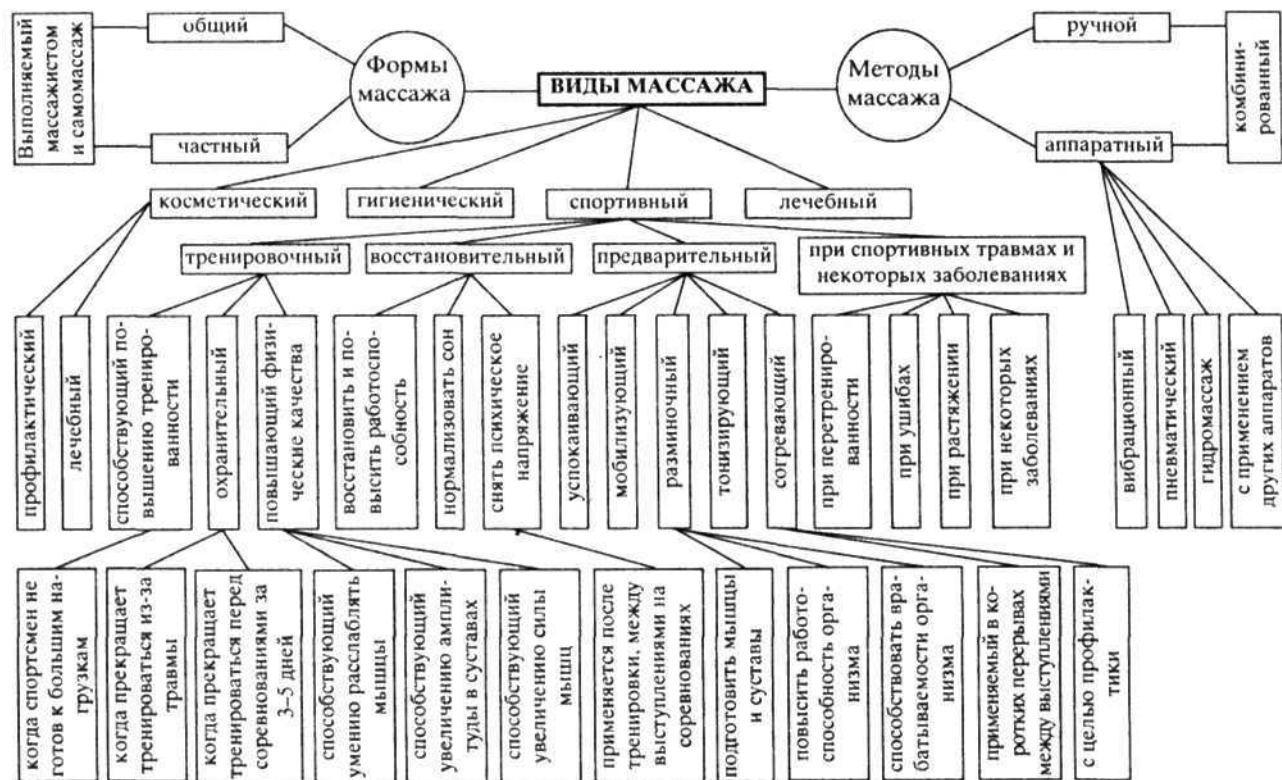 Выполняемый
массажистом
и самомассаж
общий
частный
Формы
массажа
ВИДЫ МАССАЖА
Методы
массажа
ручной
аппаратный
комбини-
рованный
косметический
гигиенический
спортивный
лечебный
тренировочный
восстановительный
предварительный
при спортивных травмах и
некоторых заболеваниях
профилактический
лечебный
способствующий по-
вышению трениро-
ванности
охранительный
повышающий физи-
ческие качества
восстановить и по-
высить работоспо-
собность
нормализовать сон
снять психическое
напряжение
успокаивающий
мобилизующий
разминочный
тонизирующий
согревающий
при перетрениро-
ванности
при ушибах
при растяжении
при некоторых
заболеваниях
вибрационный
пневматический
гидромассаж
с применением
других аппаратов
когда спортсмен не
готов к большим на-
грузкам
когда прекращает
тренироваться из-за
травмы
когда прекращает
тренироваться перед
соревнованиями за
3–5 дней
способствующий
умению расслаблять
мышцы
способствующий
увеличению ампли-
туды в суставах
способствующий
увеличению силы
мышц
применяется после
тренировки, между
выступлениями на
соревнованиях
подготовить мышцы
и суставы
повысить работо-
способность орга-
низма
способствовать вра-
батываемости орга-
низма
применяемый в ко-
ротких перерывах
между выступлениями
с целью профилак-
тики